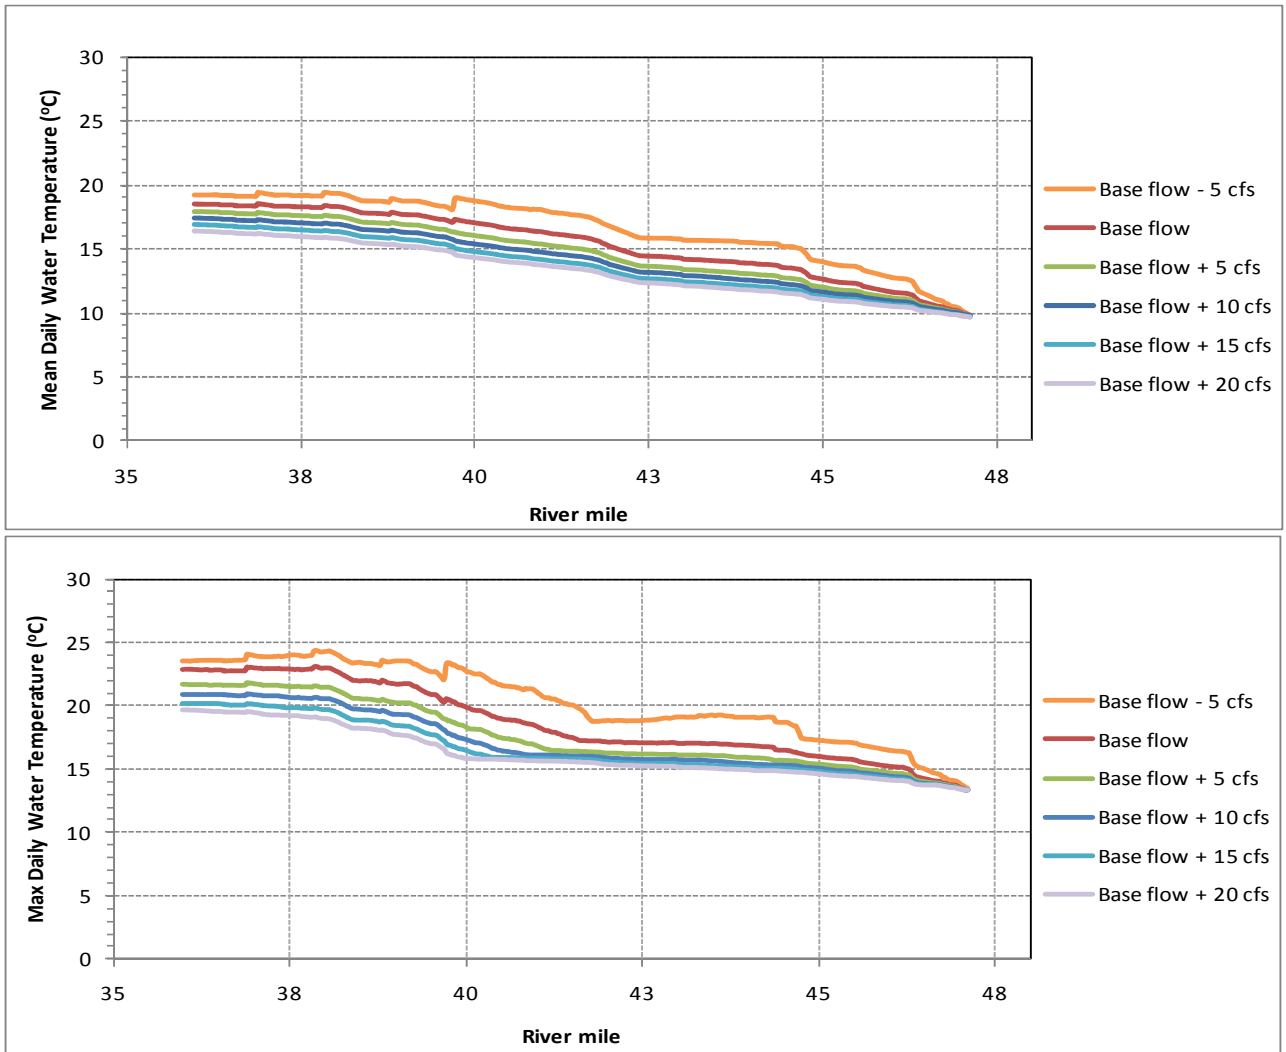 Mean Daily Water Temperature (ºC)
30
25
20
15
10
5
0
35 38 40 43 45 48
River mile
Base flow - 5 cfs
Base flow
Base flow + 5 cfs
Base flow + 10 cfs
Base flow + 15 cfs
Base flow + 20 cfs
Max Daily Water Temperature (ºC)
30
25
20
15
10
5
0
35 38 40 43 45 48
River mile
Base flow - 5 cfs
Base flow
Base flow + 5 cfs
Base flow + 10 cfs
Base flow + 15 cfs
Base flow + 20 cfs